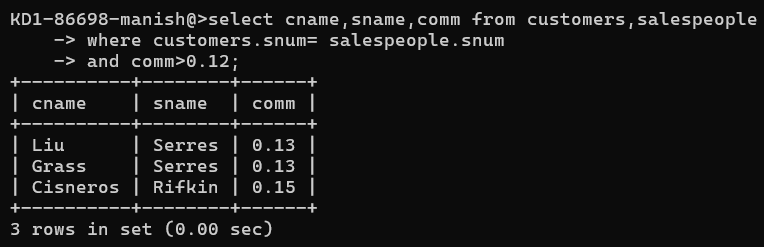 KD1-86698-manish@>select cname,sname,comm from customers,salespeople
    -> where customers.snum= salespeople.snum
    -> and comm>0.12;
+----------+--------+------+
| cname    | sname  | comm |
+----------+--------+------+
| Liu      | Serres | 0.13 |
| Grass    | Serres | 0.13 |
| Cisneros | Rifkin | 0.15 |
+----------+--------+------+
3 rows in set (0.00 sec)